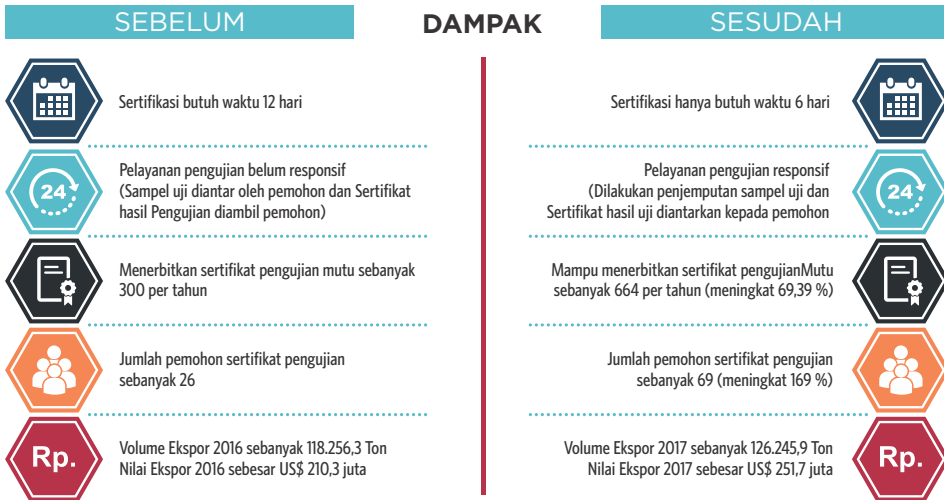 SEBELUM
DAMPAK
SESUDAH
Sertifikasi butuh waktu 12 hari
24
Pelayanan pengujian belum responsif
(Sampel uji diantar oleh pemohon dan Sertifikat
hasil Pengujian diambil pemohon)
Menerbitkan sertifikat pengujian mutu sebanyak
300 per tahun
Jumlah pemohon sertifikat pengujian
sebanyak 26
Rp.
Volume Ekspor 2016 sebanyak 118.256,3 Ton
Nilai Ekspor 2016 sebesar US$ 210,3 juta
Sertifikasi hanya butuh waktu 6 hari
Pelayanan pengujian responsif
(Dilakukan penjemputan sampel uji dan
Sertifikat hasil uji diantarkan kepada pemohon
24
Mampu menerbitkan sertifikat pengujianMutu
sebanyak 664 per tahun (meningkat 69,39 %)
Jumlah pemohon sertifikat pengujian
sebanyak 69 (meningkat 169 %)
Volume Ekspor 2017 sebanyak 126.245,9 Ton
Nilai Ekspor 2017 sebesar US$ 251,7 juta
Rp.